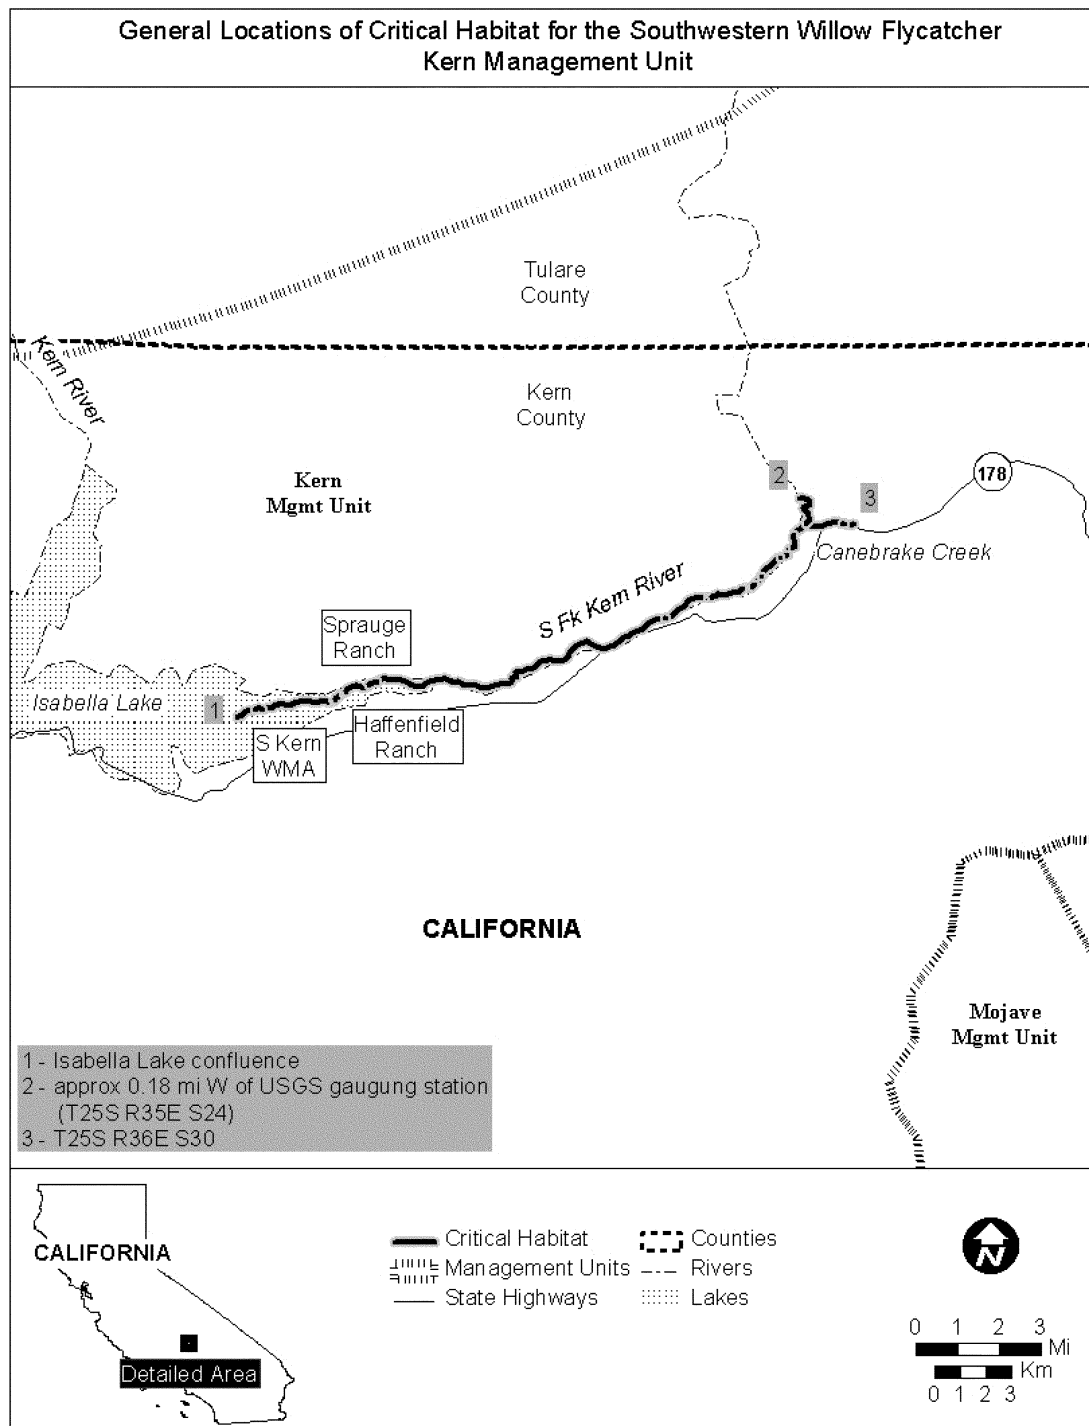 General Locations of Critical Habitat for the Southwestern Willow Flycatcher
Kern Management Unit
Tulare
County
Kern River
Kern
County
Kern
Mgmt Unit
2
3
178
Canebrake Creek
S Fk Kern River
Sprauge
Ranch
Isabella Lake
1
Haffenfield
Ranch
S Kern
WMA
CALIFORNIA
Mojave
Mgmt Unit
1 - Isabella Lake confluence
2 - approx 0.18 mi W of USGS gaugung station
(T25S R35E S24)
3 - T25S R36E S30
CALIFORNIA
Detailed Area
Critical Habitat
Management Units
State Highways
Counties
Rivers
Lakes
N
0 1 2 3
Mi
Km
0 1 2 3